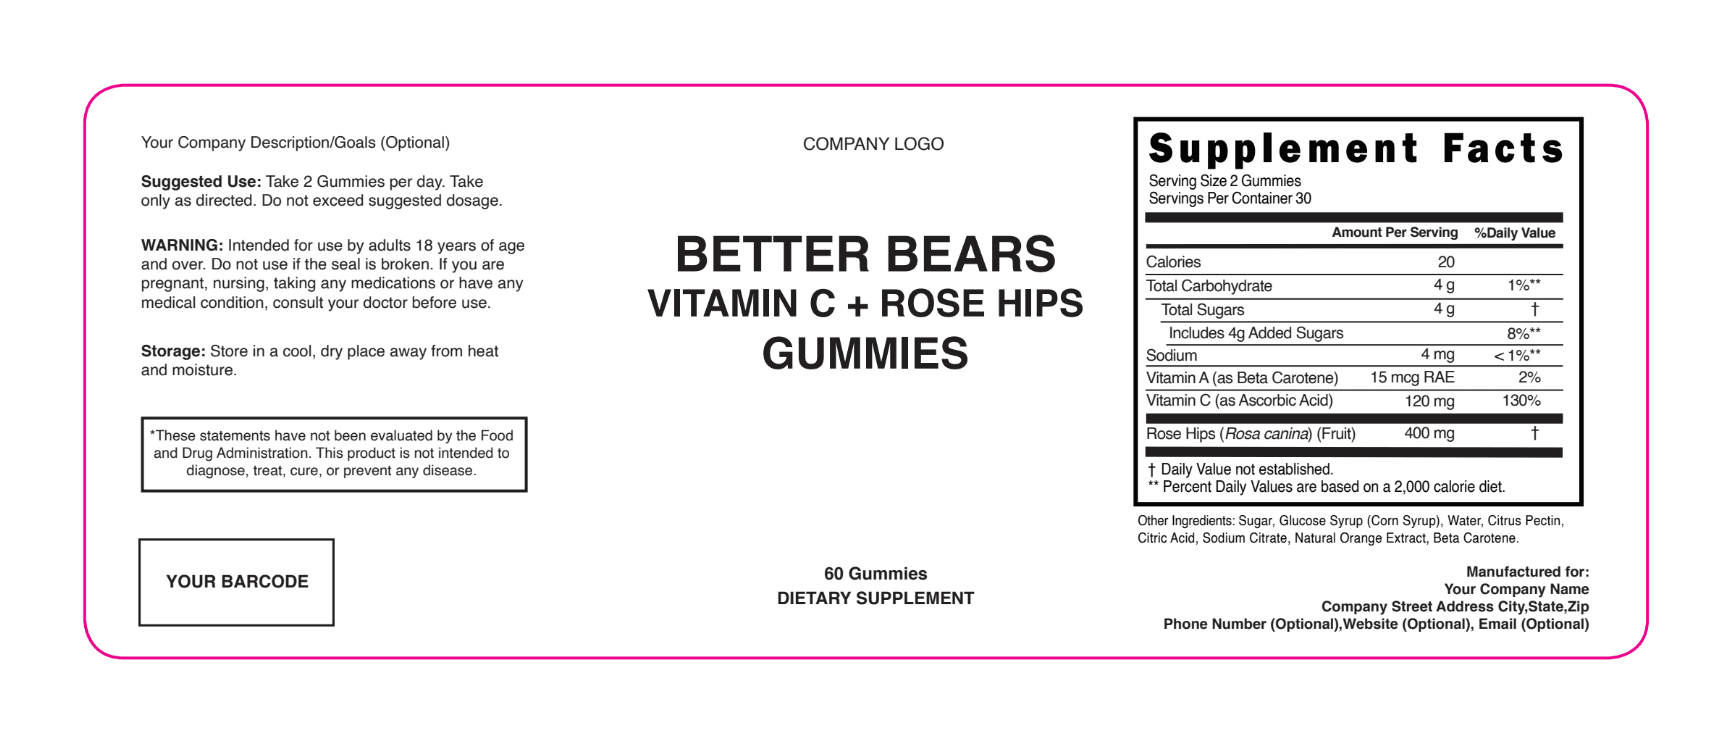 Your Company Description/Goals (Optional)
Suggested Use: Take 2 Gummies per day. Take
only as directed. Do not exceed suggested dosage.
WARNING: Intended for use by adults 18 years of age
and over. Do not use if the seal is broken. If you are
pregnant, nursing, taking any medications or have any
medical condition, consult your doctor before use.
Storage: Store in a cool, dry place away from heat
and moisture.
*These statements have not been evaluated by the Food
and Drug Administration. This product is not intended to
diagnose, treat, cure, or prevent any disease.
YOUR BARCODE
COMPANY LOGO
BETTER BEARS
VITAMIN C + ROSE HIPS
GUMMIES
60 Gummies
DIETARY SUPPLEMENT
Supplement Facts
Serving Size 2 Gummies
Servings Per Container 30
Amount Per Serving %Daily Value
Calories 20
Total Carbohydrate 4 g 1%**
Total Sugars 4 g †
Includes 4g Added Sugars 8%**
Sodium 4 mg < 1%**
Vitamin A (as Beta Carotene) 15 mcg RAE 2%
Vitamin C (as Ascorbic Acid) 120 mg 130%
Rose Hips (Rosa canina) (Fruit) 400 mg †
† Daily Value not established.
** Percent Daily Values are based on a 2,000 calorie diet.
Other Ingredients: Sugar, Glucose Syrup (Corn Syrup), Water, Citrus Pectin,
Citric Acid, Sodium Citrate, Natural Orange Extract, Beta Carotene.
Manufactured for:
Your Company Name
Company Street Address City,State,Zip
Phone Number (Optional),Website (Optional), Email (Optional)